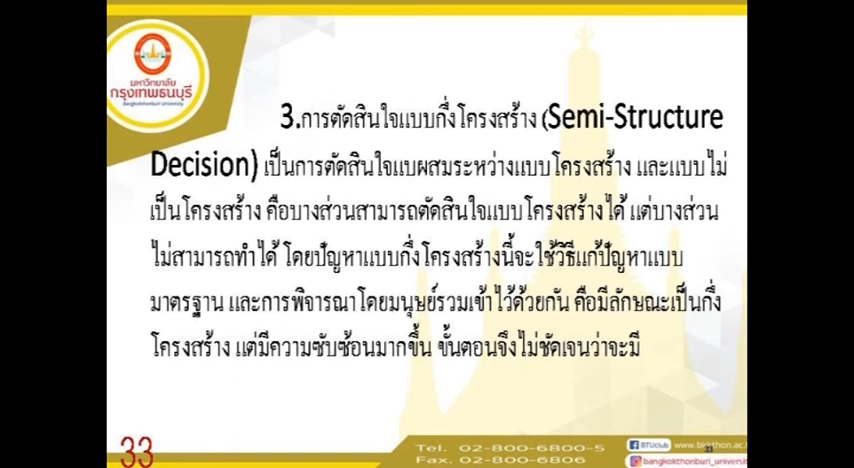 มหาวิทยาลัย
กรุงเทพธนบุรี
Bangkokthonburi University
3.การตัดสินใจแบบกึ่งโครงสร้าง (Semi-Structure
Decision) เป็นการตัดสินใจแบผสมระหว่างแบบโครงสร้าง และแบบไม่
เป็นโครงสร้าง คือบางส่วนสามารถตัดสินใจแบบโครงสร้างได้ แต่บางส่วน
ไม่สามารถทำได้ โดยปัญหาแบบกึ่งโครงสร้างนี้จะใช้วิธีแก้ปัญหาแบบ
มาตรฐาน และการพิจารณาโดยมนุษย์รวมเข้าไว้ด้วยกัน คือมีลักษณะเป็นกึ่ง
โครงสร้าง แต่มีความซับซ้อนมากขึ้น ขั้นตอนจึงไม่ชัดเจนว่าจะมี
33
Tel. 02-800-6800-5
Fax. 02-800-6806
BTUclub
bangkokthonburi_universit